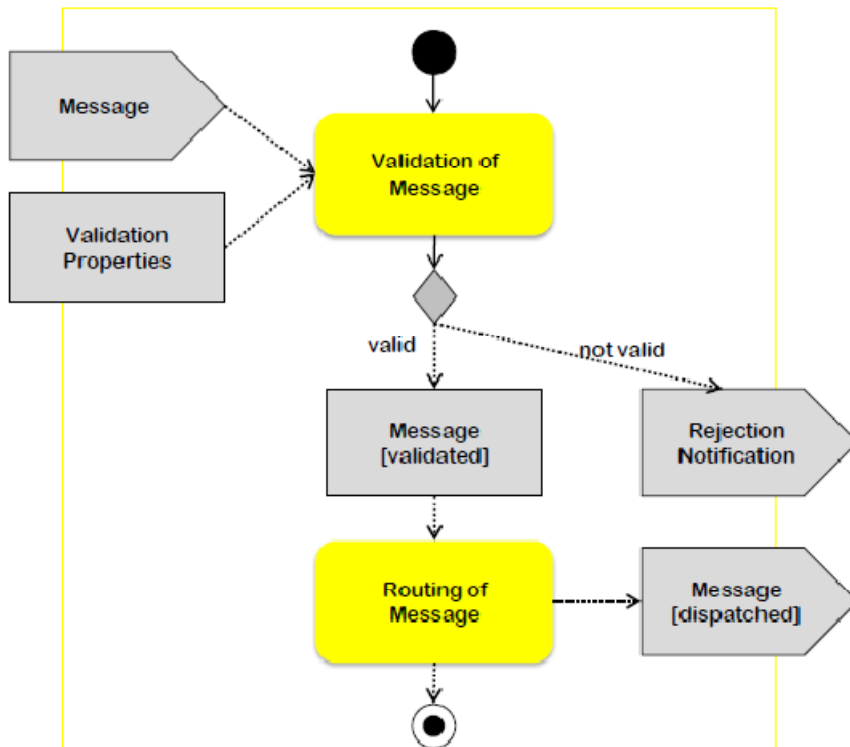 Message
Validation of
Message
Validation
Properties
valid
not valid
Message
[validated]
Rejection
Notification
Routing of
Message
Message
[dispatched]